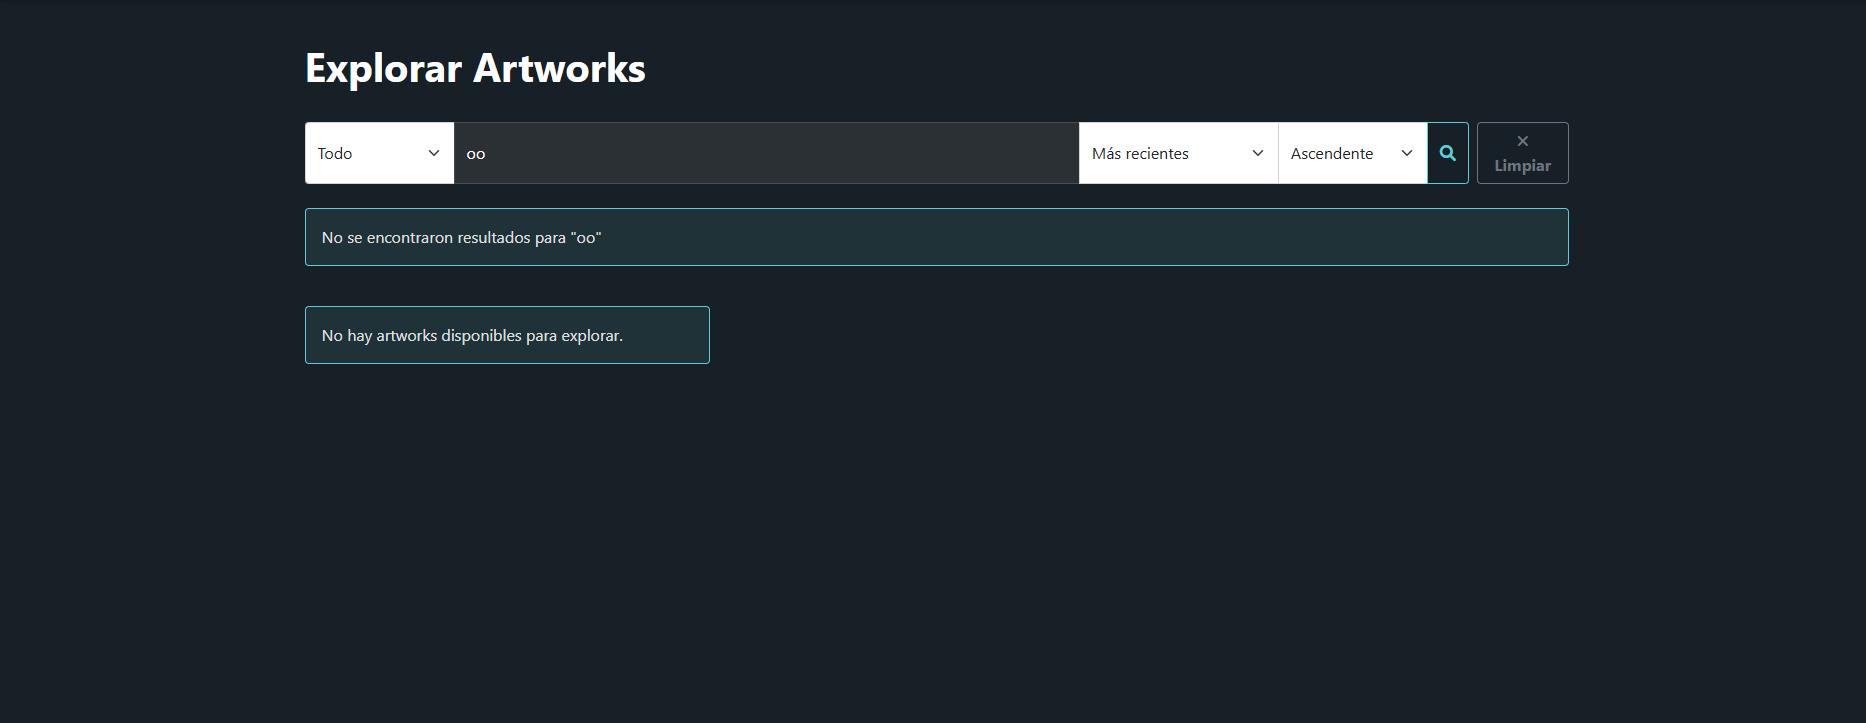 Explorar Artworks
Todo
oo
Más recientes
Ascendente
Limpiar
No se encontraron resultados para "oo"
No hay artworks disponibles para explorar.